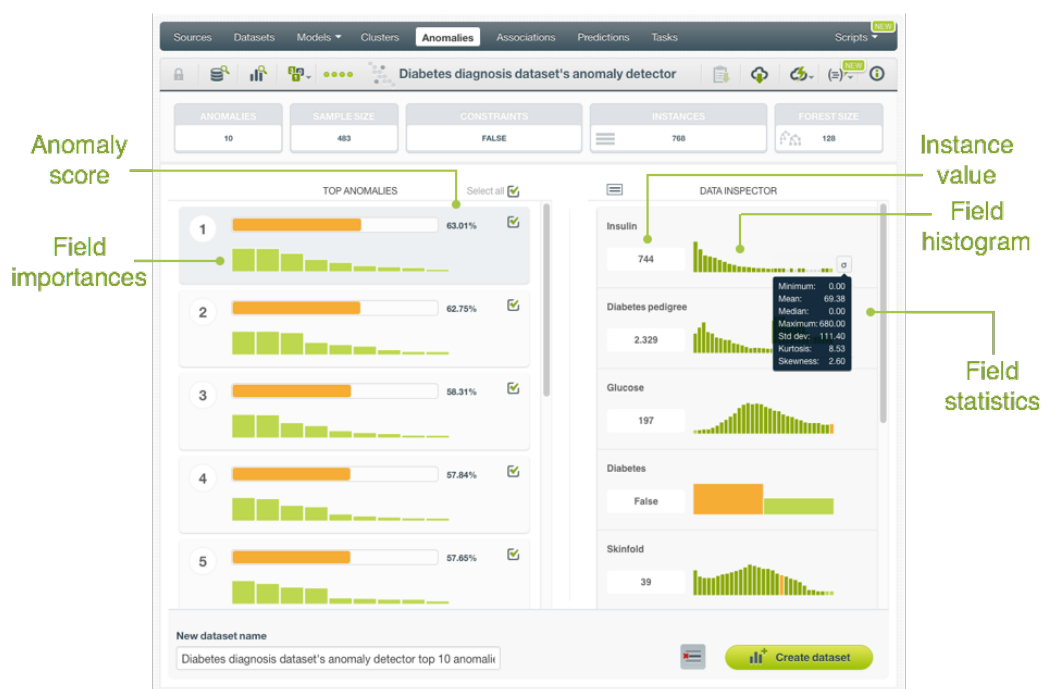 NEW
Sources Datasets Models Clusters Anomalies Associations Predictions Tasks Scripts
NEW
Diabetes diagnosis dataset's anomaly detector
ANOMALIES SAMPLE SIZE CONSTRAINTS INSTANCES FOREST SIZE
10 483 FALSE 768 128
Anomaly
score
Instance
value
TOP ANOMALIES Select all DATA INSPECTOR
Field
histogram
Field
importances
1 63.01%
Insulin
744
σ
Minimum: 0.00
Mean: 69.38
Median: 0.00
Maximum: 680.00
Std dev: 111.40
Kurtosis: 8.53
Skewness: 2.60
2 62.75%
Diabetes pedigree
2.329
Field
statistics
3 58.31%
Glucose
197
4 57.84%
Diabetes
False
5 57.65%
Skinfold
39
New dataset name
Diabetes diagnosis dataset's anomaly detector top 10 anomalie
Create dataset